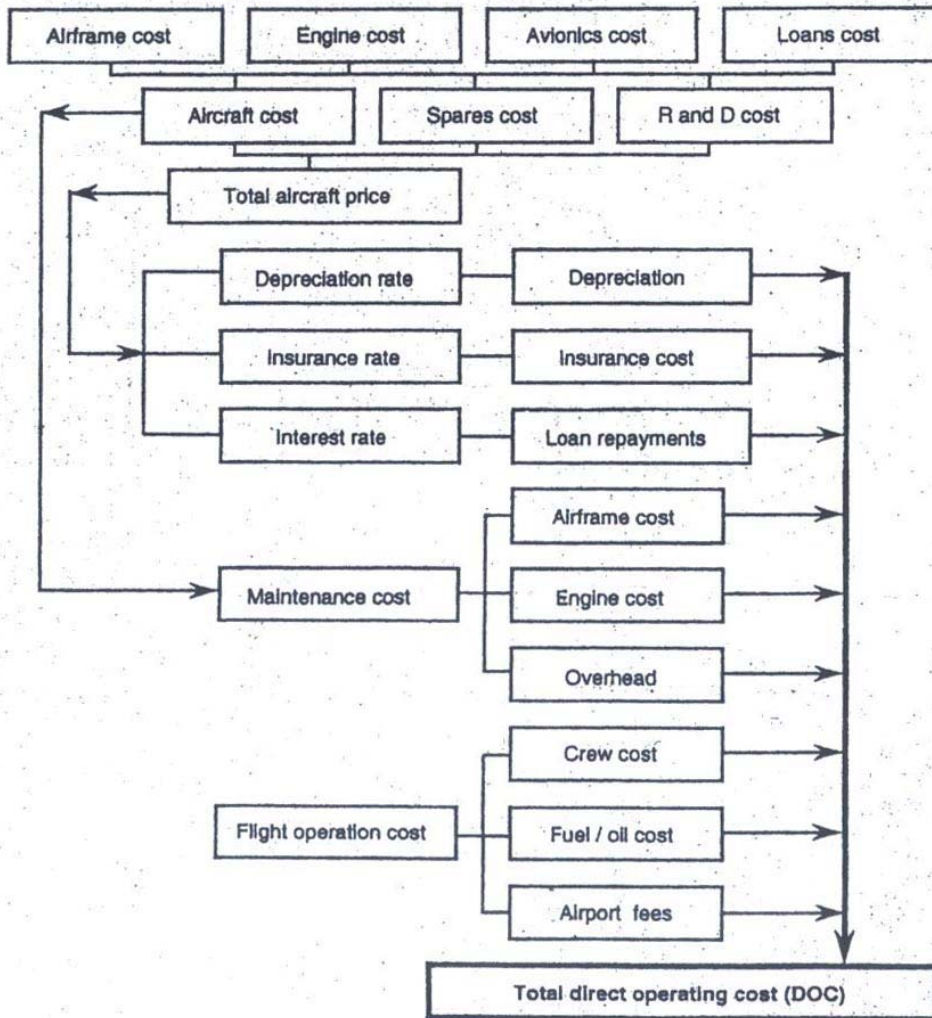 Airframe cost
Engine cost
Avionics cost
Loans cost
Aircraft cost
Spares cost
R and D cost
Total aircraft price
Depreciation rate
Depreciation
Insurance rate
Insurance cost
Interest rate
Loan repayments
Airframe cost
Maintenance cost
Engine cost
Overhead
Crew cost
Flight operation cost
Fuel / oil cost
Airport fees
Total direct operating cost (DOC)